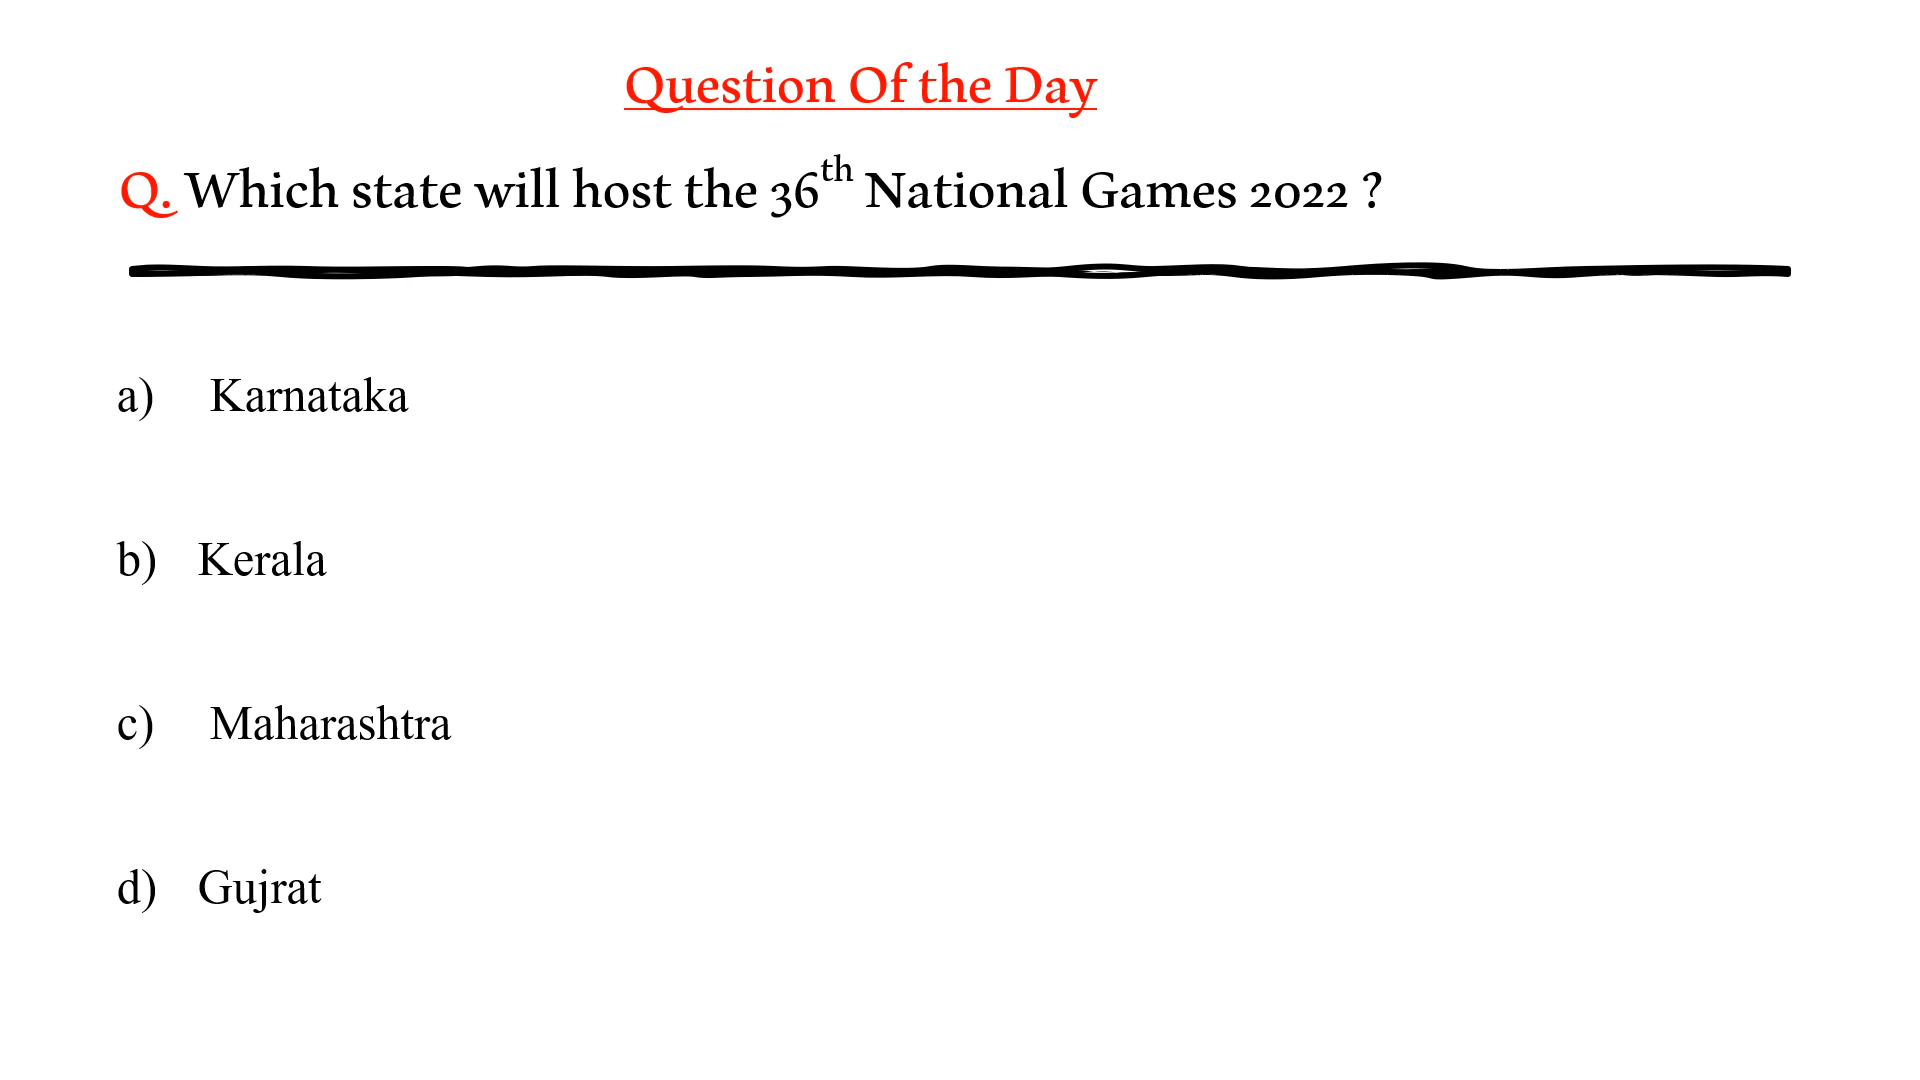 Question Of the Day
Q. Which state will host the 36th National Games 2022 ?
a) Karnataka
b) Kerala
c) Maharashtra
d) Gujrat